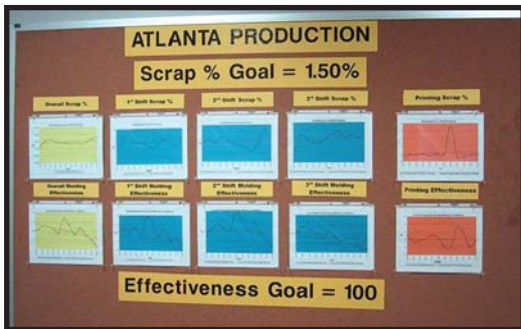 ATLANTA PRODUCTION
Scrap % Goal = 1.50%
Overall Scrap %
1st Shift Scrap %
2nd Shift Scrap %
3rd Shift Scrap %
Printing Scrap %
Overall Molding Effectiveness
1st Shift Molding Effectiveness
2nd Shift Molding Effectiveness
3rd Shift Molding Effectiveness
Printing Effectiveness
Effectiveness Goal = 100